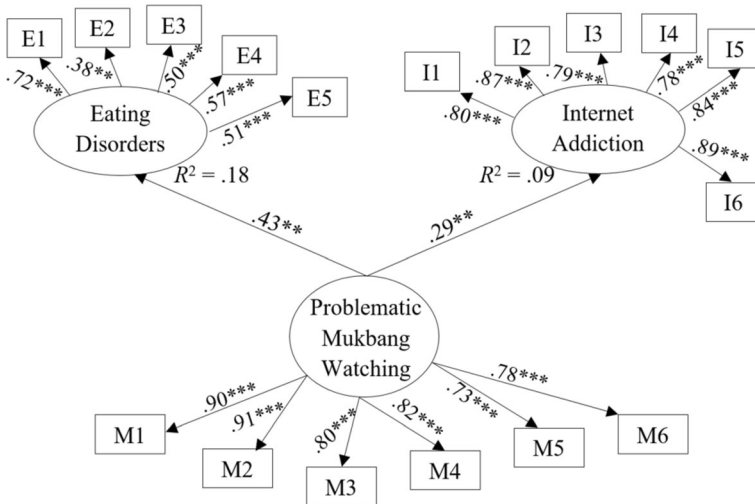 E1
E2
E3
E4
E5
.72***
.38**
.50***
.57***
.51***
Eating
Disorders
R² = .18
I1
I2
I3
I4
I5
I6
.80***
.87***
.79***
.78***
.84***
.89***
Internet
Addiction
R² = .09
.43**
.29**
Problematic
Mukbang
Watching
.90***
.91***
.80***
.82***
.73***
.78***
M1
M2
M3
M4
M5
M6